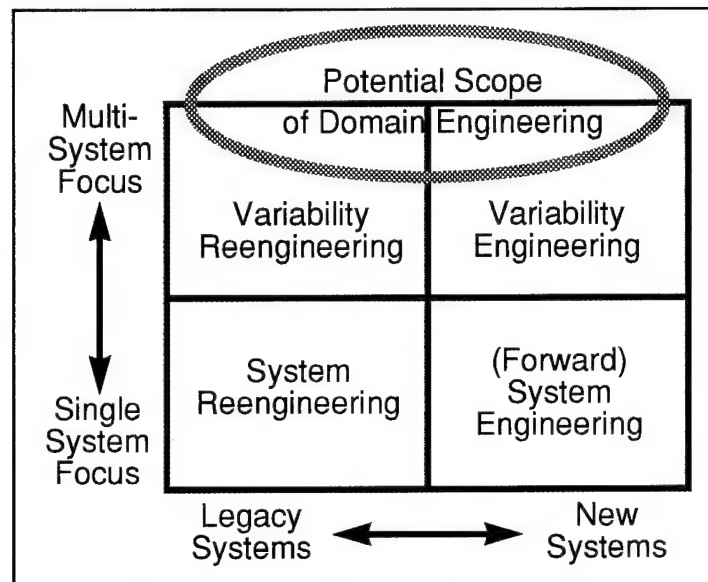 Potential Scope
of Domain Engineering
Multi-
System
Focus
Variability
Reengineering
Variability
Engineering
System
Reengineering
(Forward)
System
Engineering
Single
System
Focus
Legacy
Systems
New
Systems